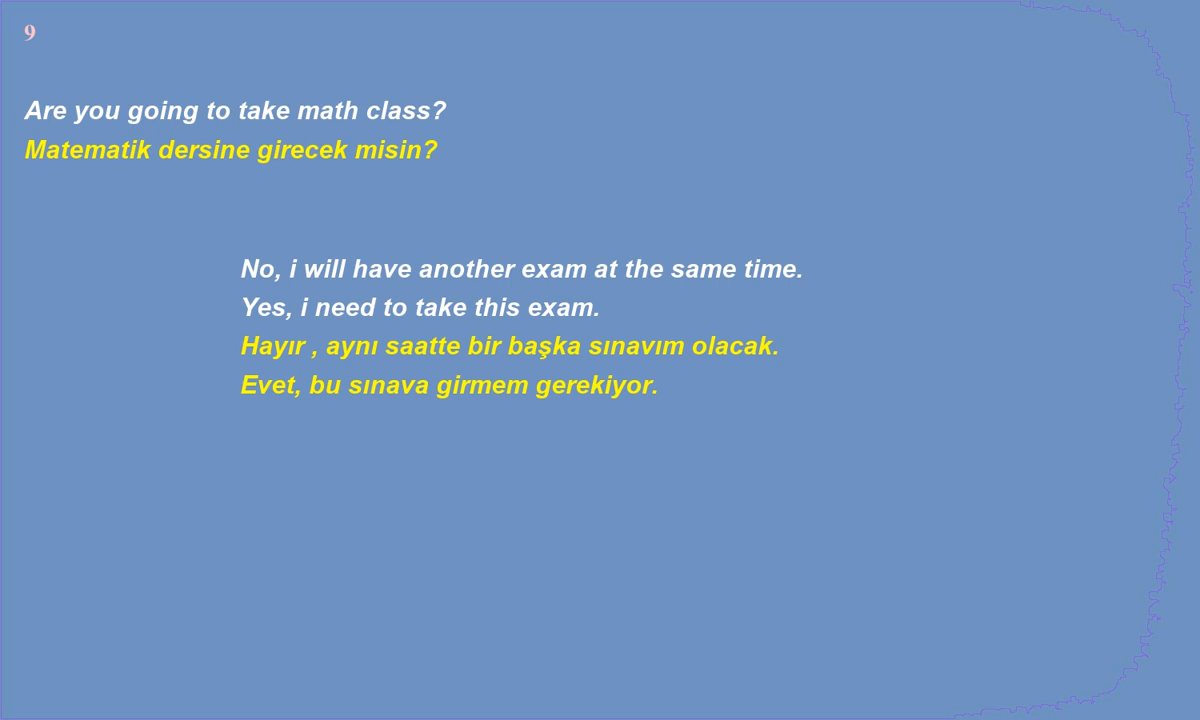 9
Are you going to take math class?
Matematik dersine girecek misin?
No, i will have another exam at the same time.
Yes, i need to take this exam.
Hayır , aynı saatte bir başka sınavım olacak.
Evet, bu sınava girmem gerekiyor.